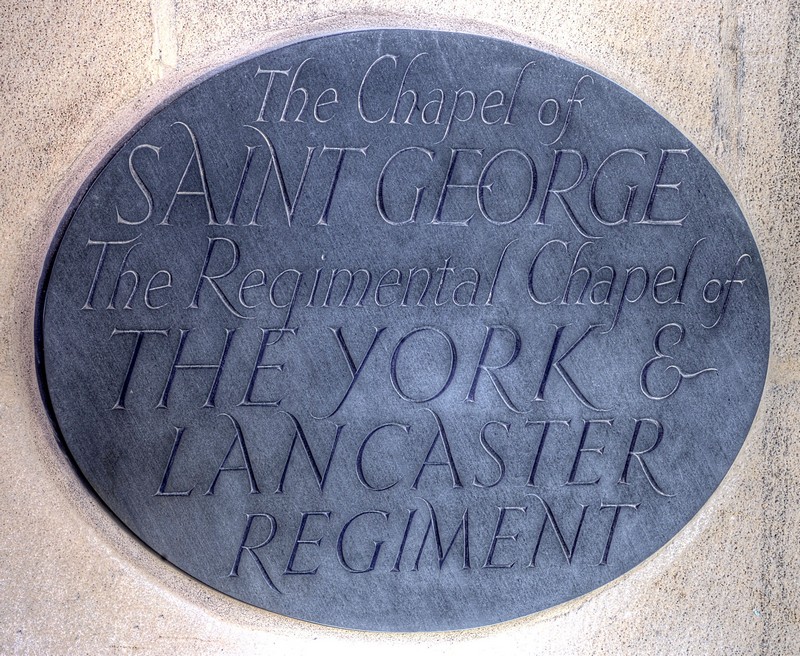 The Chapel of
SAINT GEORGE
The Regimental Chapel of
THE YORK &
LANCASTER
REGIMENT